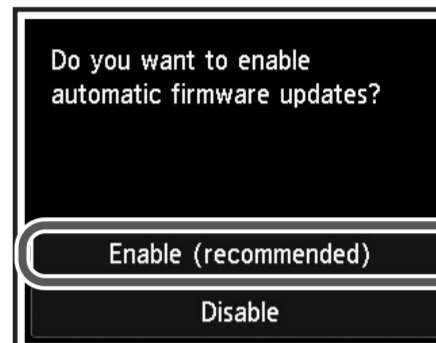 Do you want to enable
automatic firmware updates?
Enable (recommended)
Disable